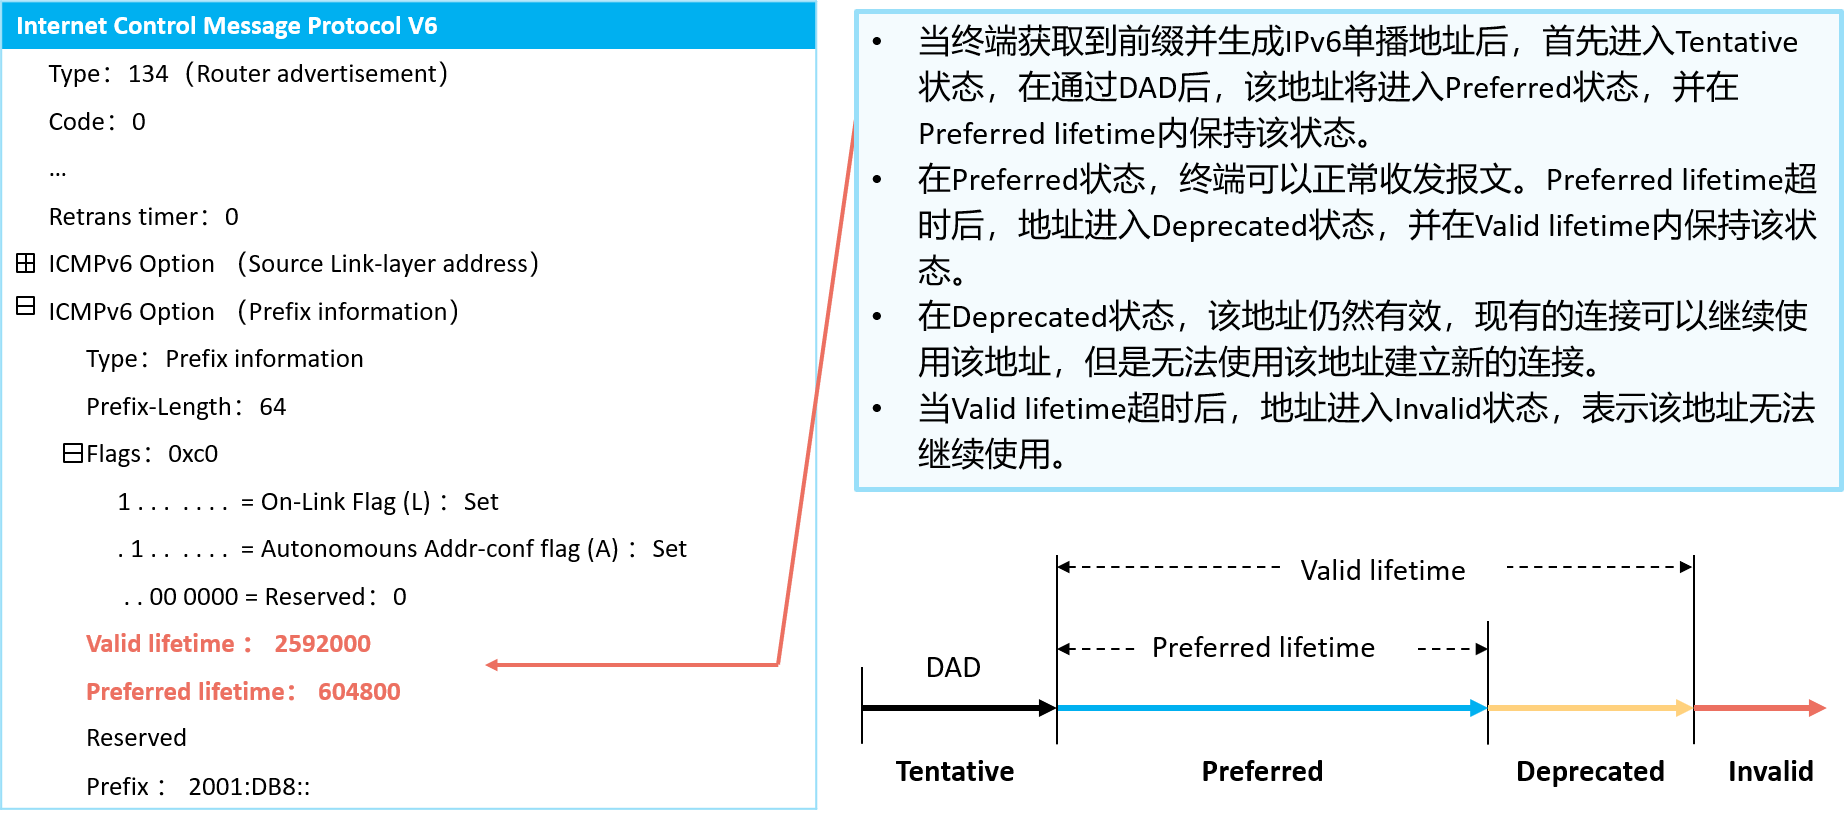 Internet Control Message Protocol V6
Type：134（Router advertisement）
Code：0
...
Retrans timer：0
ICMPv6 Option （Source Link-layer address）
ICMPv6 Option （Prefix information）
Type：Prefix information
Prefix-Length：64
Flags：0xc0
1 . . . . . . . = On-Link Flag (L)：Set
. 1 . . . . . . = Autonomouns Addr-conf flag (A)：Set
. . 00 0000 = Reserved：0
Valid lifetime：2592000
Preferred lifetime：604800
Reserved
Prefix：2001:DB8::
• 当终端获取到前缀并生成IPv6单播地址后，首先进入Tentative
状态，在通过DAD后，该地址将进入Preferred状态，并在
Preferred lifetime内保持该状态。
• 在Preferred状态，终端可以正常收发报文。Preferred lifetime超
时后，地址进入Deprecated状态，并在Valid lifetime内保持该状
态。
• 在Deprecated状态，该地址仍然有效，现有的连接可以继续使
用该地址，但是无法使用该地址建立新的连接。
• 当Valid lifetime超时后，地址进入Invalid状态，表示该地址无法
继续使用。
Valid lifetime
Preferred lifetime
DAD
Tentative Preferred Deprecated Invalid